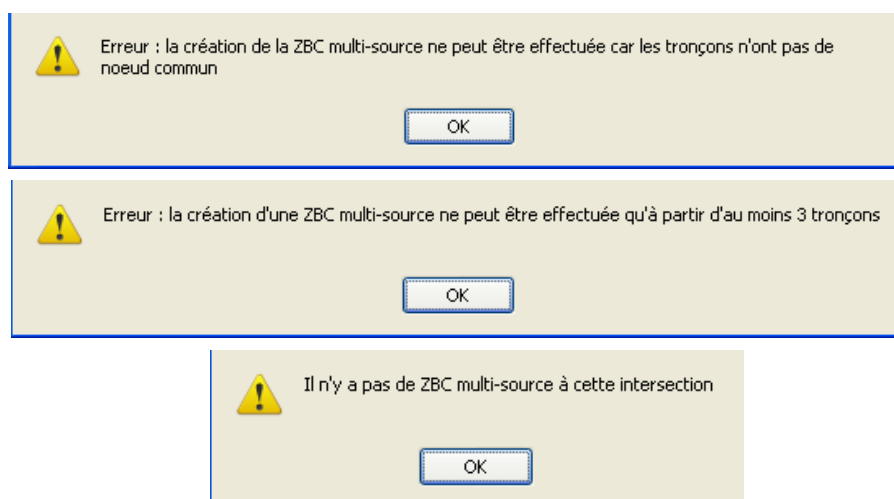 Erreur : la création de la ZBC multi-source ne peut être effectuée car les tronçons n'ont pas de
noeud commun
OK
Erreur : la création d'une ZBC multi-source ne peut être effectuée qu'à partir d'au moins 3 tronçons
OK
Il n'y a pas de ZBC multi-source à cette intersection
OK